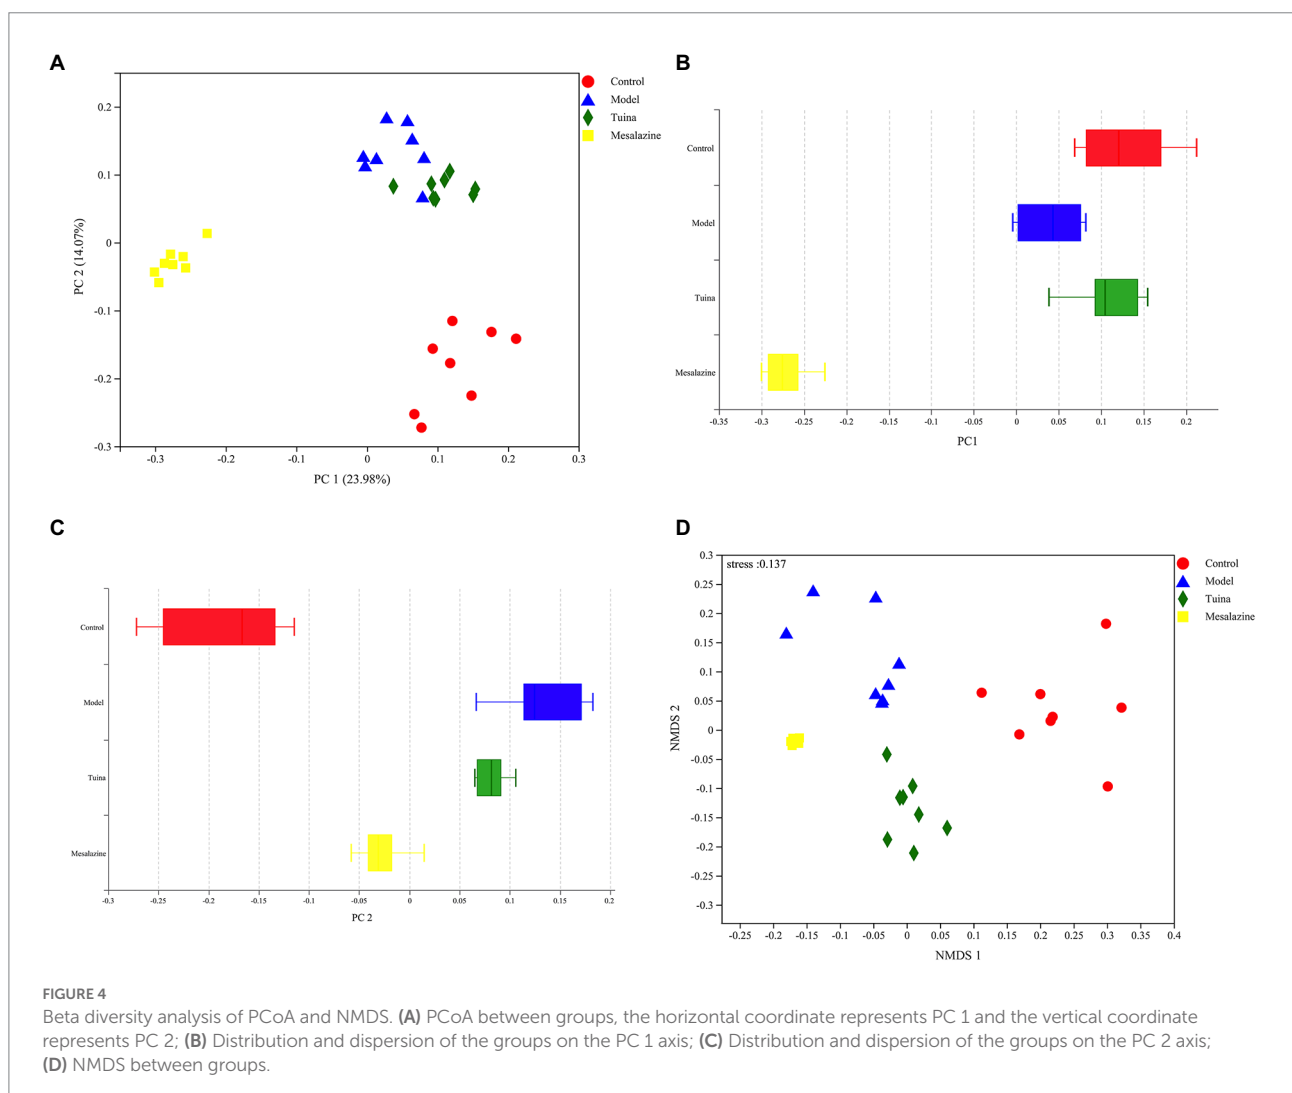 A
0.2
0.1
0
-0.1
-0.2
-0.3
-0.3
-0.2
-0.1
0
0.1
0.2
0.3
PC 2 (14.07%)
PC 1 (23.98%)
Control
Model
Tuina
Mesalazine
B
Control
Model
Tuina
Mesalazine
-0.35
-0.3
-0.25
-0.2
-0.15
-0.1
-0.05
0
0.05
0.1
0.15
0.2
PC1
C
Control
Model
Tuina
Mesalazine
-0.3
-0.25
-0.2
-0.15
-0.1
-0.05
0
0.05
0.1
0.15
0.2
PC 2
D
stress :0.137
0.3
0.25
0.2
0.15
0.1
0.05
0
-0.05
-0.1
-0.15
-0.2
-0.25
-0.3
-0.25
-0.2
-0.15
-0.1
-0.05
0
0.05
0.1
0.15
0.2
0.25
0.3
0.35
0.4
NMDS 2
NMDS 1
Control
Model
Tuina
Mesalazine
FIGURE 4
Beta diversity analysis of PCoA and NMDS. (A) PCoA between groups, the horizontal coordinate represents PC 1 and the vertical coordinate
represents PC 2; (B) Distribution and dispersion of the groups on the PC 1 axis; (C) Distribution and dispersion of the groups on the PC 2 axis;
(D) NMDS between groups.